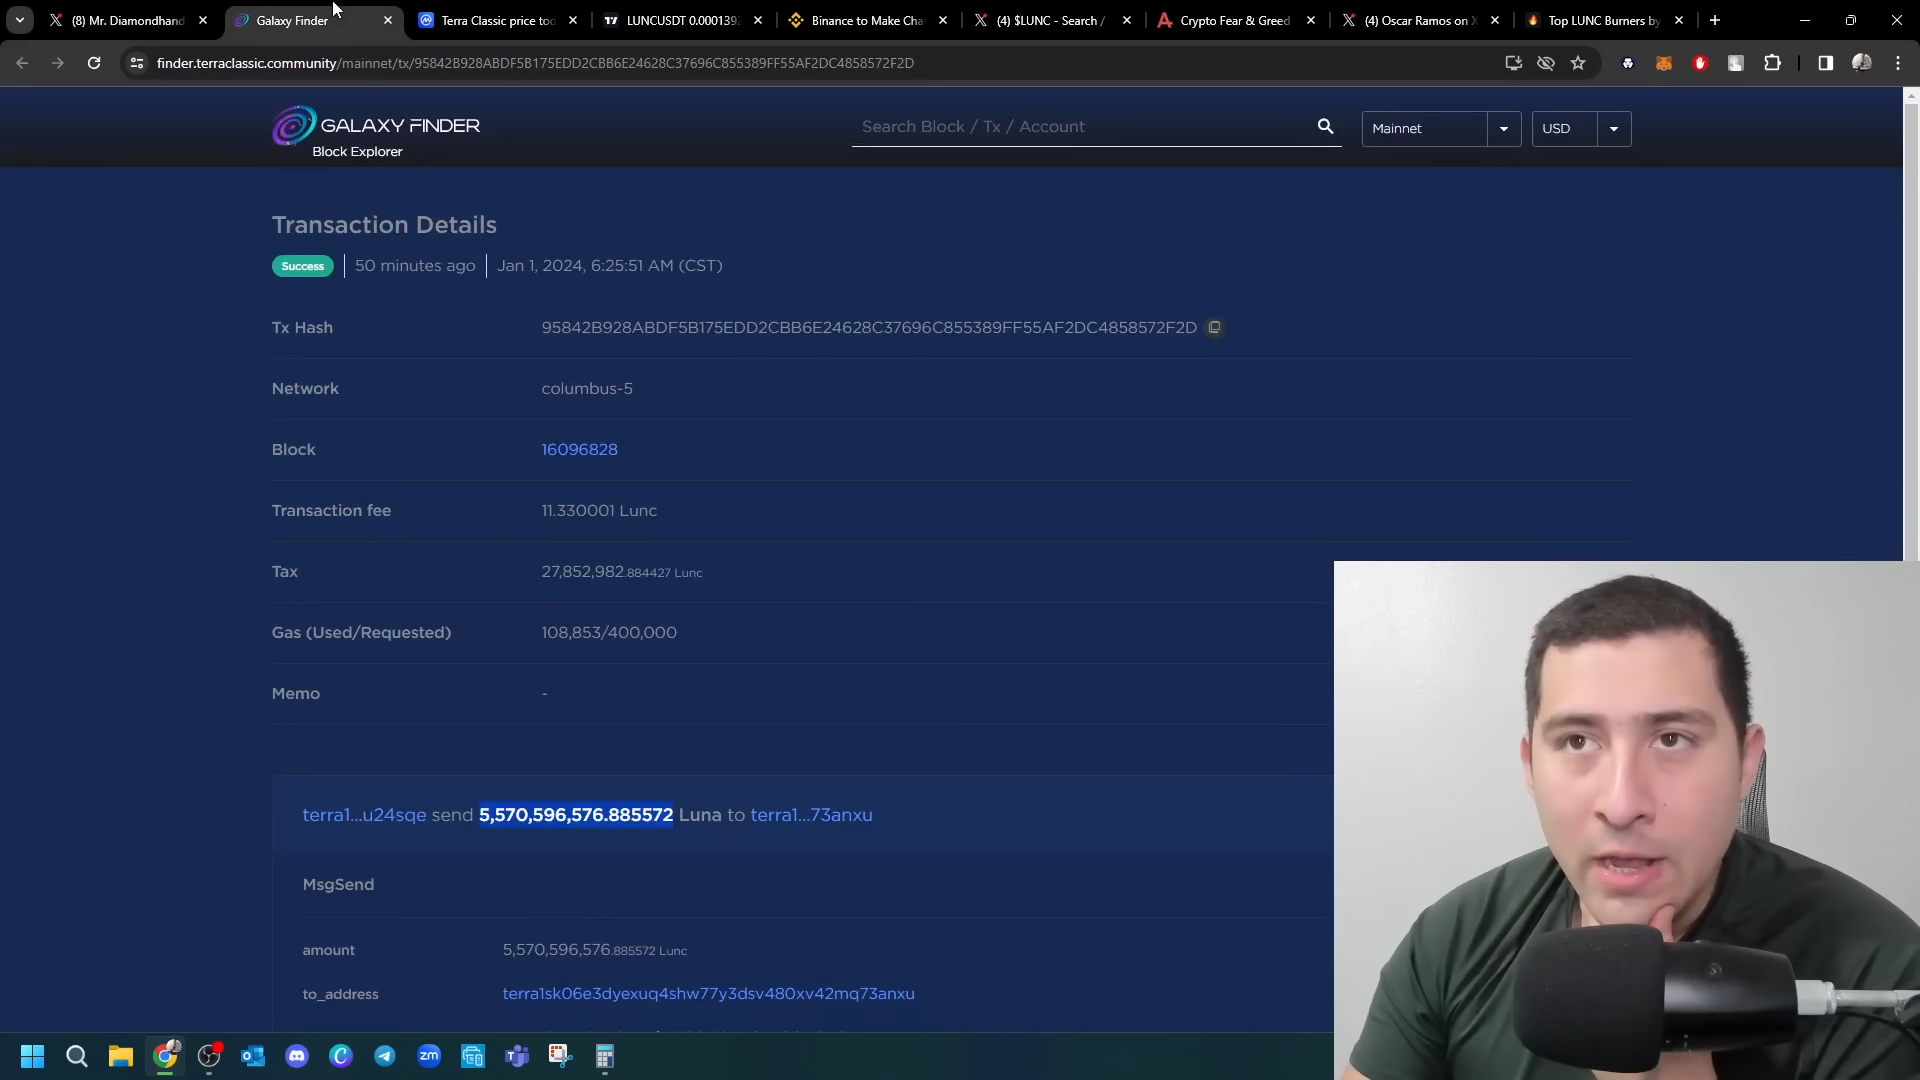 (8) Mr. Diamondhand
Galaxy Finder
Terra Classic price tod
LUNCUSDT 0.0001392
Binance to Make Cha
(4) $LUNC - Search /
Crypto Fear & Greed
Oscar Ramos on X
Top LUNC Burners by
finder.terraclassic.community/mainnet/tx/95842B928ABDF5B175EDD2CBB6E24628C37696C855389FF55AF2DC4858572F2D
GALAXY FINDER
Block Explorer
Search Block / Tx / Account
Mainnet
USD
Transaction Details
Success
50 minutes ago
Jan 1, 2024, 6:25:51 AM (CST)
Tx Hash
95842B928ABDF5B175EDD2CBB6E24628C37696C855389FF55AF2DC4858572F2D
Network
columbus-5
Block
16096828
Transaction fee
11.330001 Lunc
Tax
27,852,982.884427 Lunc
Gas (Used/Requested)
108,853/400,000
Memo
-
terra1...u24sqe send 5,570,596,576.885572 Luna to terra1...73anxu
MsgSend
amount
5,570,596,576.885572 Lunc
to_address
terra1sk06e3dyexuq4shw77y3dsv480xv42mq73anxu
zm